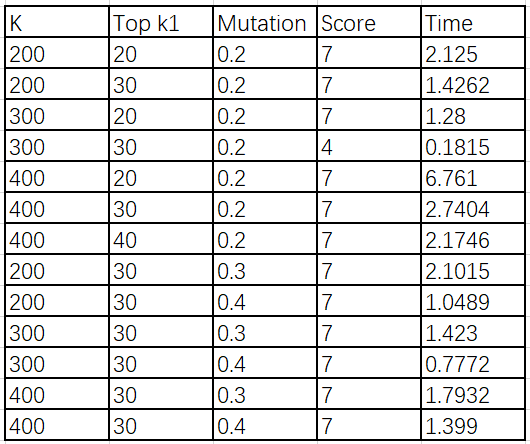 K Top k1 Mutation Score Time
200 20 0.2 7 2.125
200 30 0.2 7 1.4262
300 20 0.2 7 1.28
300 30 0.2 4 0.1815
400 20 0.2 7 6.761
400 30 0.2 7 2.7404
400 40 0.2 7 2.1746
200 30 0.3 7 2.1015
200 30 0.4 7 1.0489
300 30 0.3 7 1.423
300 30 0.4 7 0.7772
400 30 0.3 7 1.7932
400 30 0.4 7 1.399